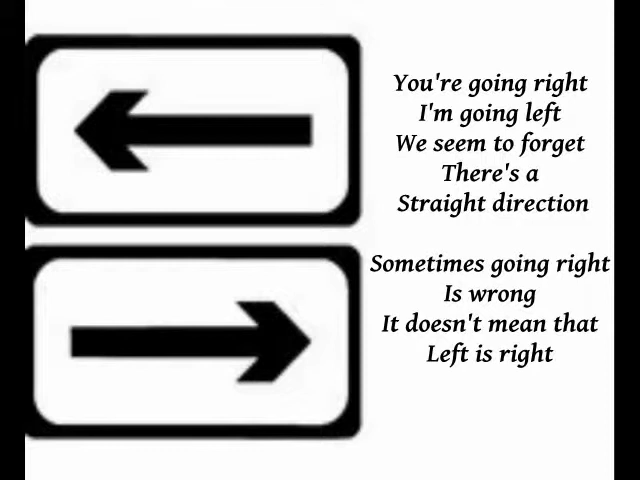 You're going right
I'm going left
We seem to forget
There's a
Straight direction
Sometimes going right
Is wrong
It doesn't mean that
Left is right